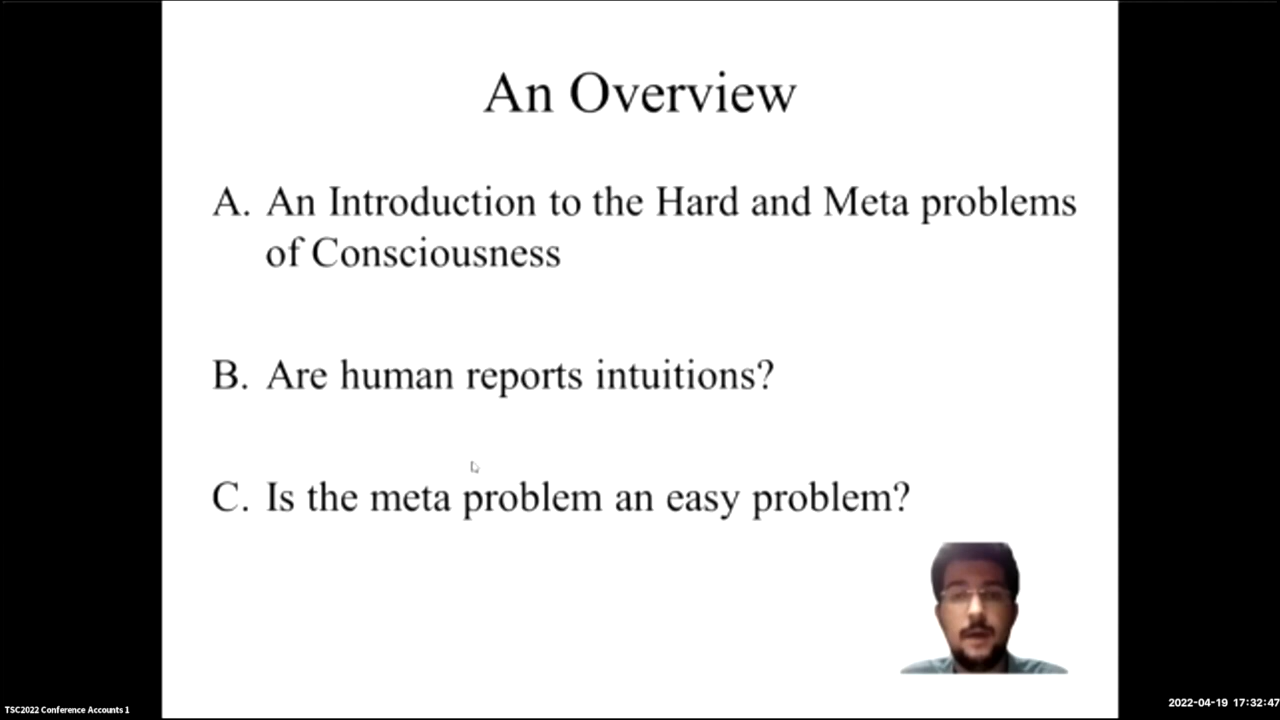 An Overview
A. An Introduction to the Hard and Meta problems
of Consciousness
B. Are human reports intuitions?
C. Is the meta problem an easy problem?
TSC2022 Conference Accounts 1
2022-04-19 17:32:47